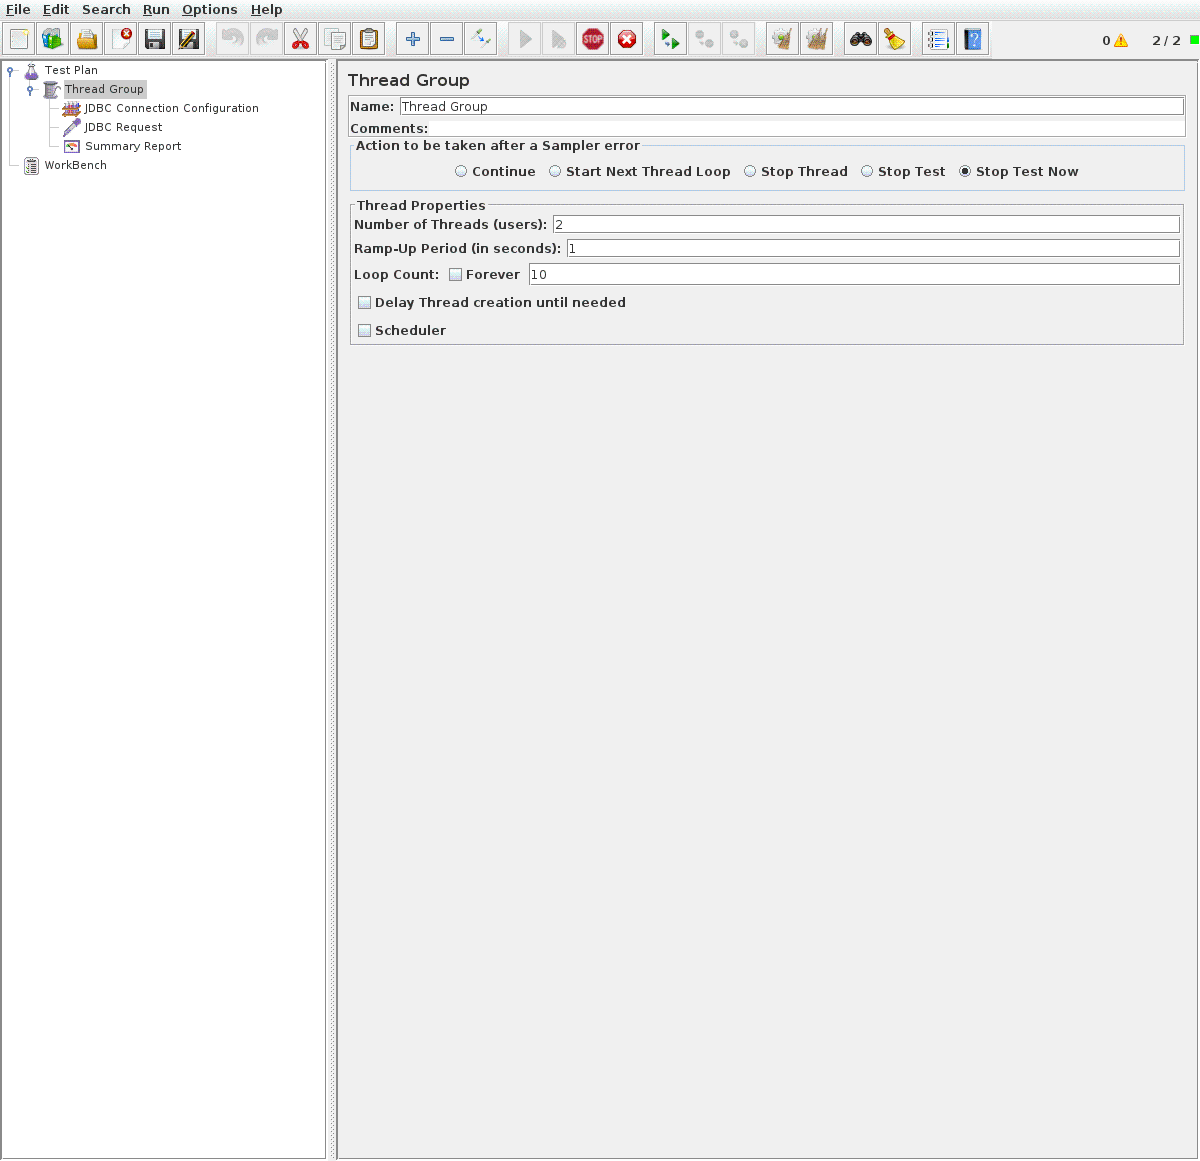 File Edit Search Run Options Help
STOP
0 2 / 2
Test Plan
Thread Group
JDBC Connection Configuration
JDBC Request
Summary Report
WorkBench
Thread Group
Name: Thread Group
Comments:
Action to be taken after a Sampler error
Continue Start Next Thread Loop Stop Thread Stop Test Stop Test Now
Thread Properties
Number of Threads (users): 2
Ramp-Up Period (in seconds): 1
Loop Count: Forever 10
Delay Thread creation until needed
Scheduler